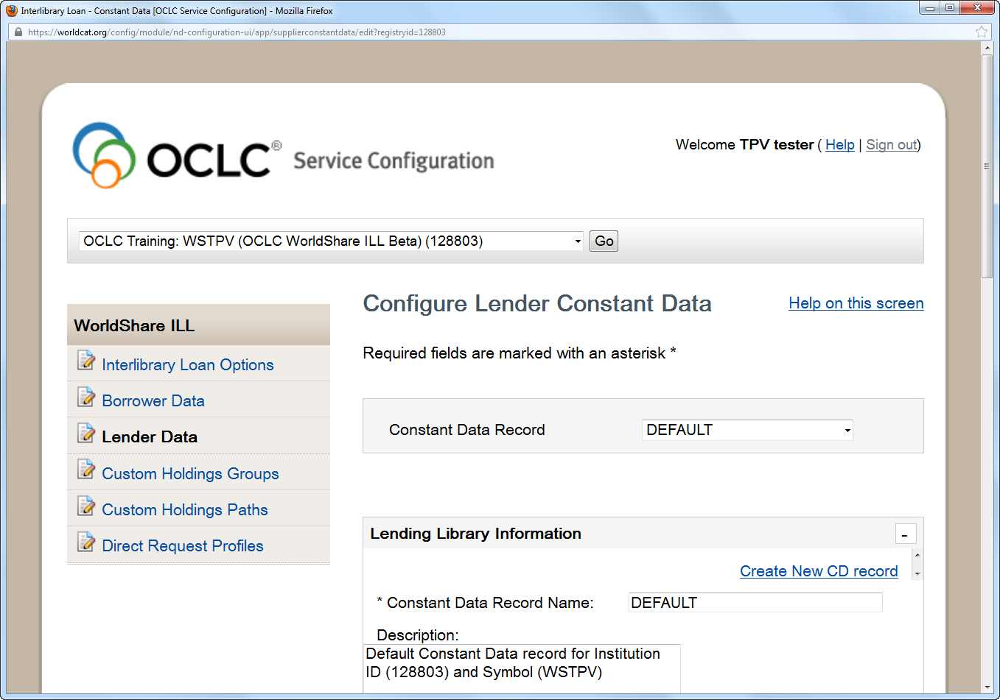 Interlibrary Loan - Constant Data [OCLC Service Configuration] - Mozilla Firefox
https://worldcat.org/config/module/nd-configuration-ui/app/supplierconstantdata/edit?registryid=128803
OCLC® Service Configuration
Welcome TPV tester ( Help | Sign out)
OCLC Training: WSTPV (OCLC WorldShare ILL Beta) (128803) Go
WorldShare ILL
Interlibrary Loan Options
Borrower Data
Lender Data
Custom Holdings Groups
Custom Holdings Paths
Direct Request Profiles
Configure Lender Constant Data
Help on this screen
Required fields are marked with an asterisk *
Constant Data Record DEFAULT
Lending Library Information -
Create New CD record
* Constant Data Record Name: DEFAULT
Description:
Default Constant Data record for Institution
ID (128803) and Symbol (WSTPV)